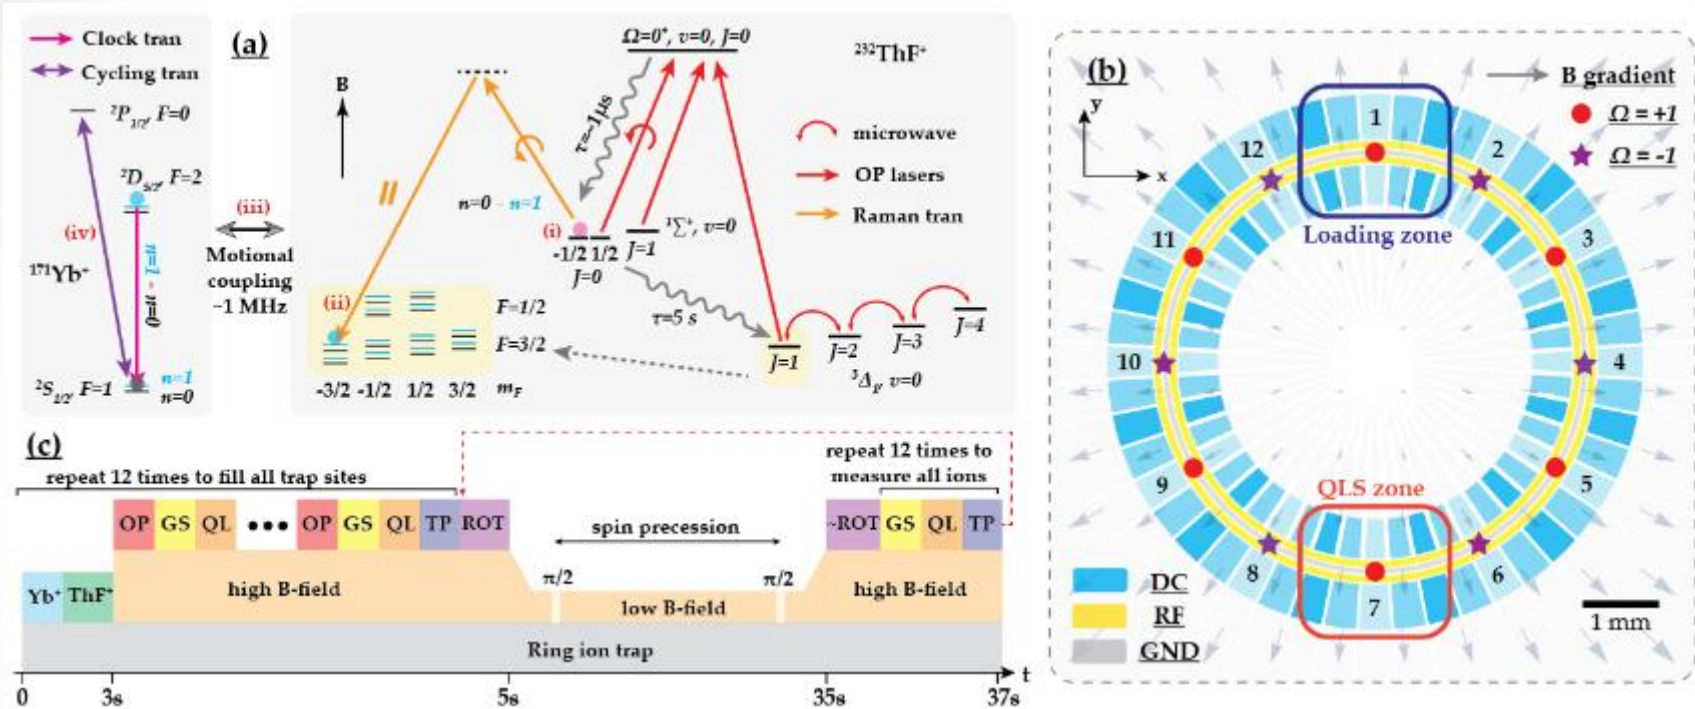 Clock tran
Cycling tran
²P₁/₂, F=0
²D₅/₂, F=2
(iv)
n=1 - n=0
¹⁷¹Yb⁺
²S₁/₂, F=1
n=1
n=0
(iii)
Motional
coupling
~1 MHz
(a)
B
Ω=0⁺, v=0, J=0
²³²ThF⁺
τ=~1μs
microwave
OP lasers
Raman tran
//
n=0 - n=1
(i)
-1/2 1/2
J=0
J=1
¹Σ⁺, v=0
τ=5 s
(ii)
F=1/2
F=3/2
-3/2 -1/2 1/2 3/2 m_F
J=1
J=2
J=3
J=4
³Δ₁, v=0
(b)
y
x
B gradient
Ω = +1
Ω = -1
1
2
3
4
5
6
7
8
9
10
11
12
Loading zone
QLS zone
DC
RF
GND
1 mm
(c)
repeat 12 times to fill all trap sites
repeat 12 times to
measure all ions
OP GS QL ••• OP GS QL TP ROT
spin precession
~ROT GS QL TP
π/2
π/2
Yb⁺ ThF⁺
high B-field
low B-field
high B-field
Ring ion trap
t
0
3s
5s
35s
37s